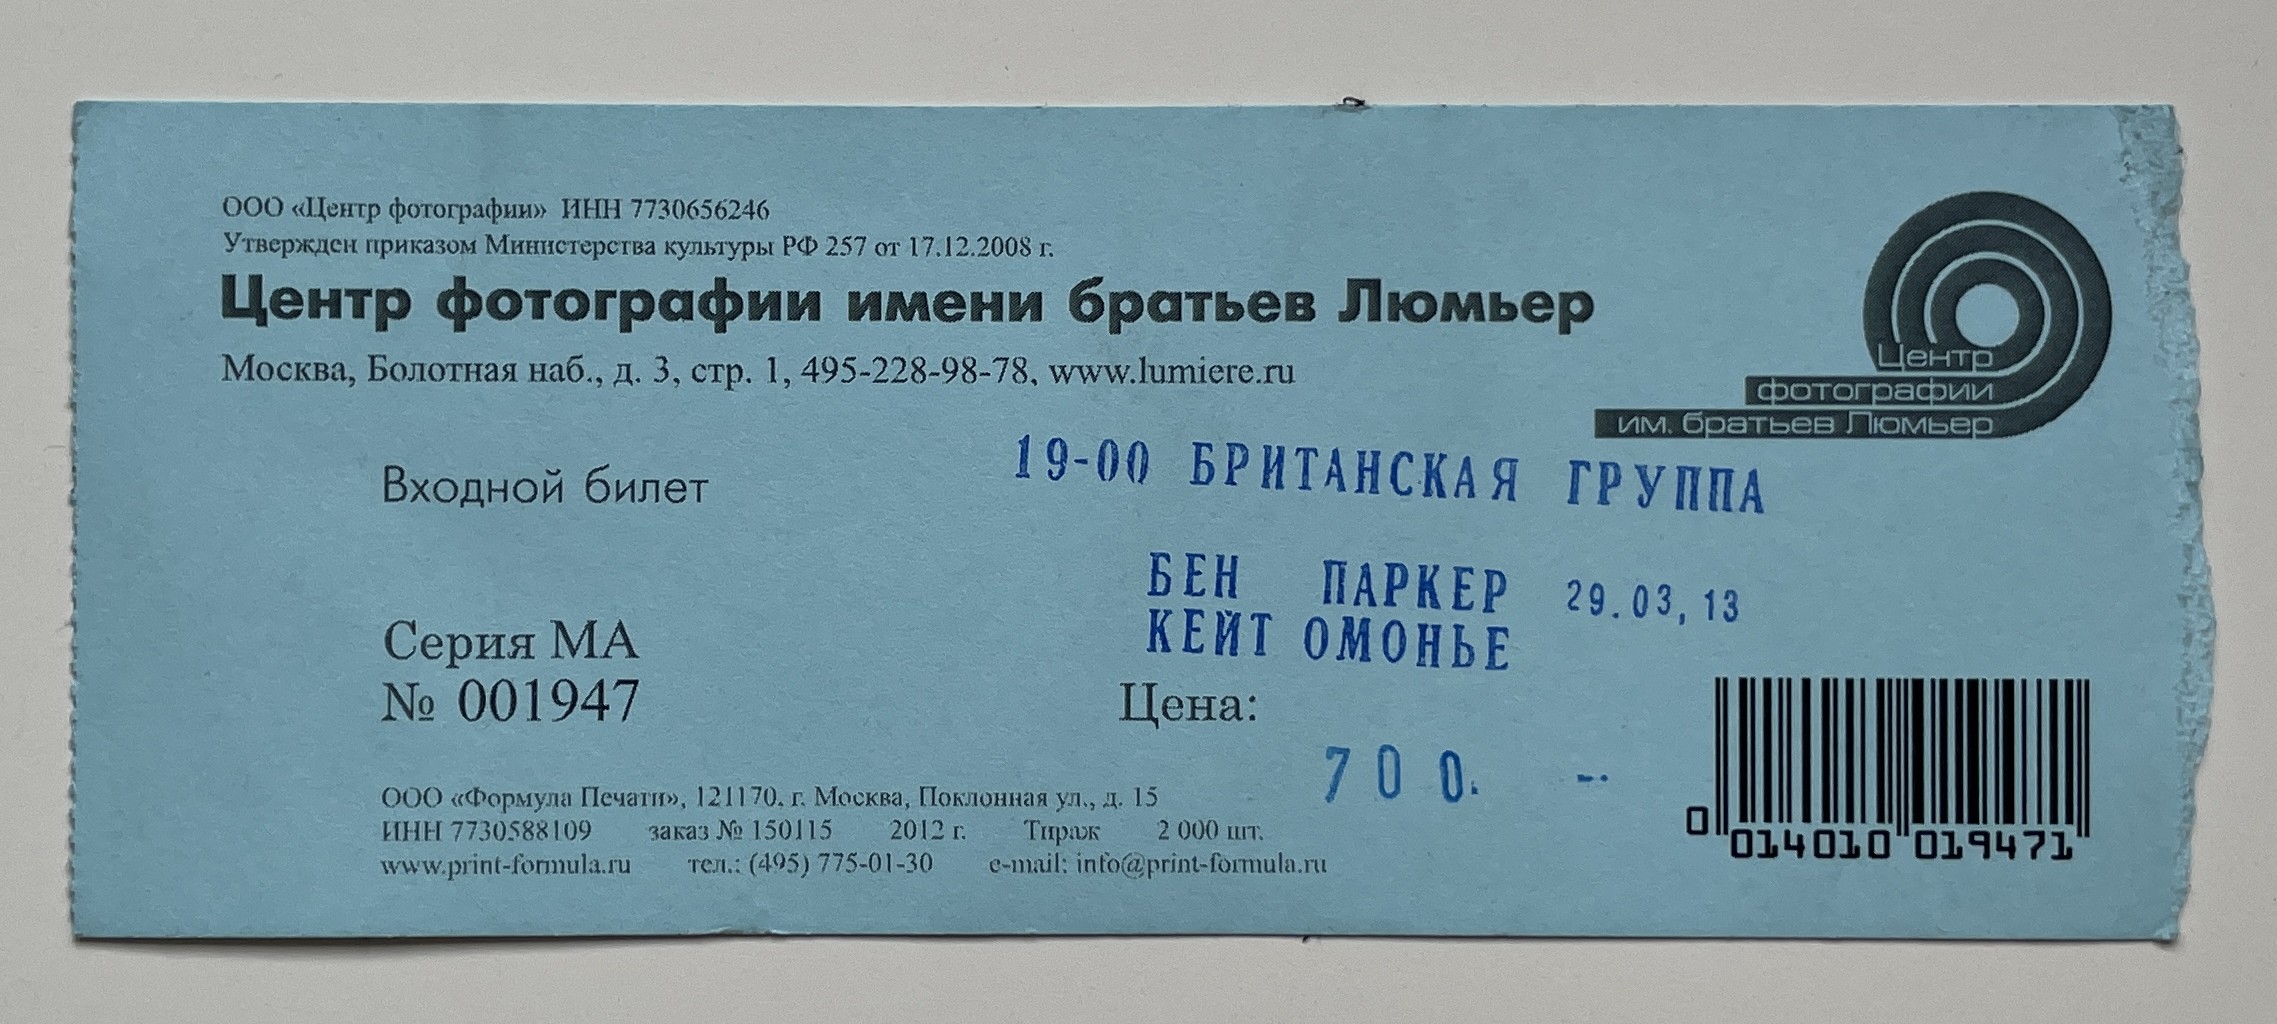 ООО «Центр фотографии» ИНН 7730656246
Утвержден приказом Министерства культуры РФ 257 от 17.12.2008 г.
Центр фотографии имени братьев Люмьер
Москва, Болотная наб., д. 3, стр. 1, 495-228-98-78, www.lumiere.ru
Центр
фотографии
им. братьев Люмьер
19-00 БРИТАНСКАЯ ГРУППА
Входной билет
БЕН ПАРКЕР 29.03,13
КЕЙТ ОМОНЬЕ
Серия МА
№ 001947
Цена:
700. -.
ООО «Формула Печати», 121170, г. Москва, Поклонная ул., д. 15
ИНН 7730588109 заказ № 150115 2012 г. Тираж 2 000 шт.
www.print-formula.ru тел.: (495) 775-01-30 e-mail: info@print-formula.ru
0 014010 019471